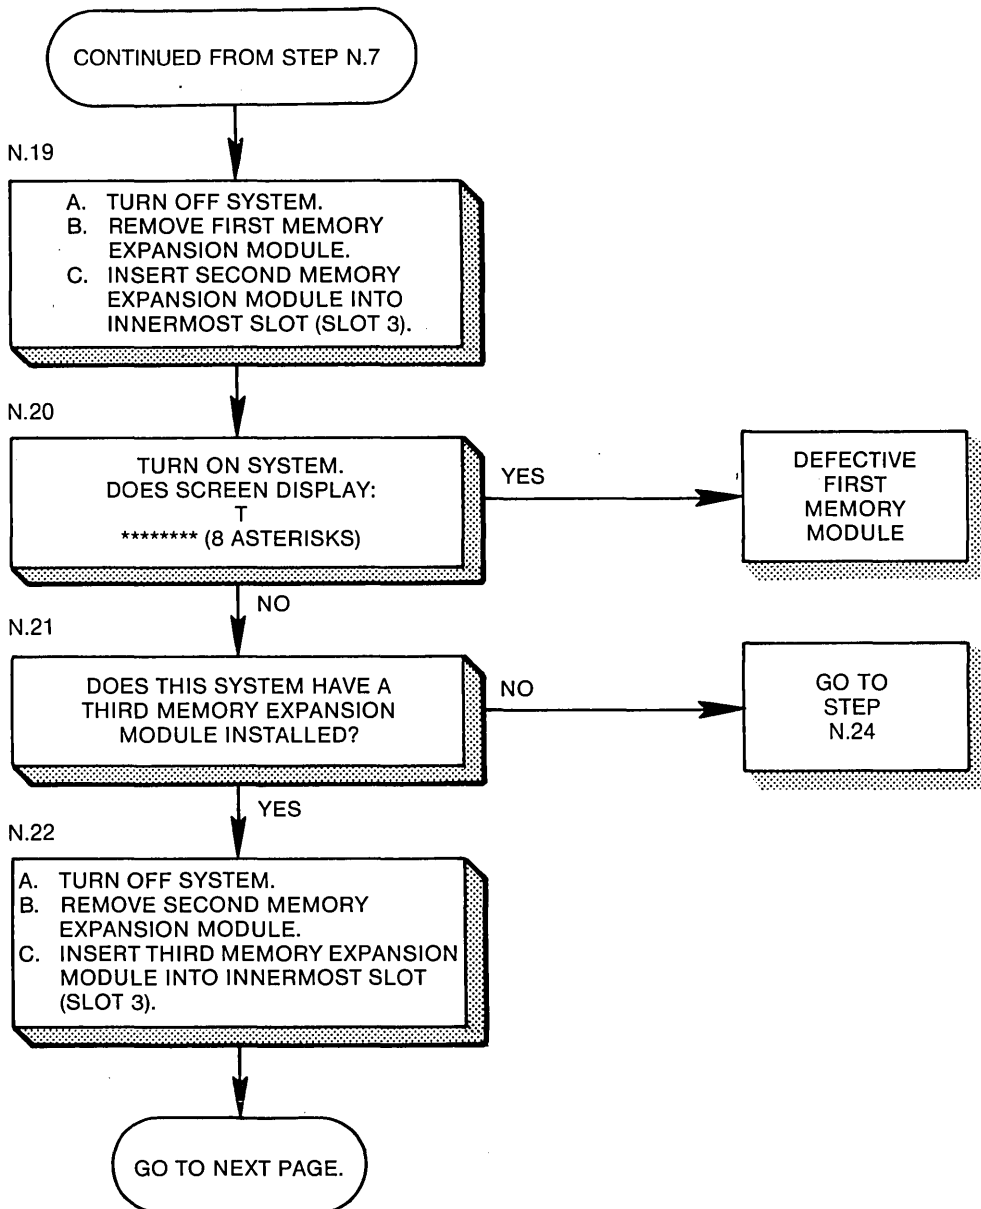 CONTINUED FROM STEP N.7
N.19
A. TURN OFF SYSTEM.
B. REMOVE FIRST MEMORY
EXPANSION MODULE.
C. INSERT SECOND MEMORY
EXPANSION MODULE INTO
INNERMOST SLOT (SLOT 3).
N.20
TURN ON SYSTEM.
DOES SCREEN DISPLAY:
T
******** (8 ASTERISKS)
YES
DEFECTIVE
FIRST
MEMORY
MODULE
NO
N.21
DOES THIS SYSTEM HAVE A
THIRD MEMORY EXPANSION
MODULE INSTALLED?
NO
GO TO
STEP
N.24
YES
N.22
A. TURN OFF SYSTEM.
B. REMOVE SECOND MEMORY
EXPANSION MODULE.
C. INSERT THIRD MEMORY EXPANSION
MODULE INTO INNERMOST SLOT
(SLOT 3).
GO TO NEXT PAGE.